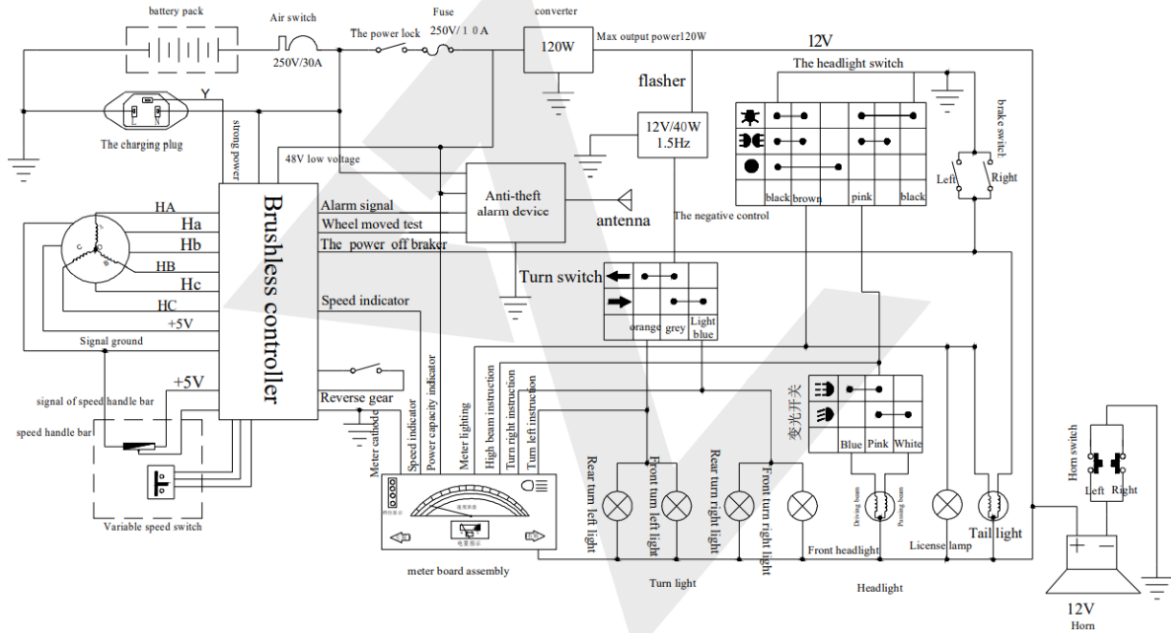 battery pack
Air switch
250V/30A
The power lock
Fuse
250V/10A
converter
120W
Max output power120W
12V
The headlight switch
flasher
12V/40W
1.5Hz
brake switch
Left
Right
black
brown
pink
black
Y
L
N
The charging plug
strong power
48V low voltage
Anti-theft
alarm device
antenna
The negative control
Brushless controller
Alarm signal
Wheel moved test
The power off braker
HA
Ha
Hb
HB
Hc
HC
+5V
Signal ground
Turn switch
orange
grey
Light
blue
Speed indicator
+5V
Reverse gear
signal of speed handle bar
speed handle bar
Variable speed switch
Meter cathode
Speed indicator
Power capacity indicator
Meter lighting
High beam instruction
Turn right instruction
Turn left instruction
变光开关
Blue
Pink
White
Rear turn left light
Front turn left light
Rear turn right light
Front turn right light
Driving beam
Passing beam
Front headlight
License lamp
Tail light
Horn switch
Left
Right
meter board assembly
Turn light
Headlight
12V
Horn